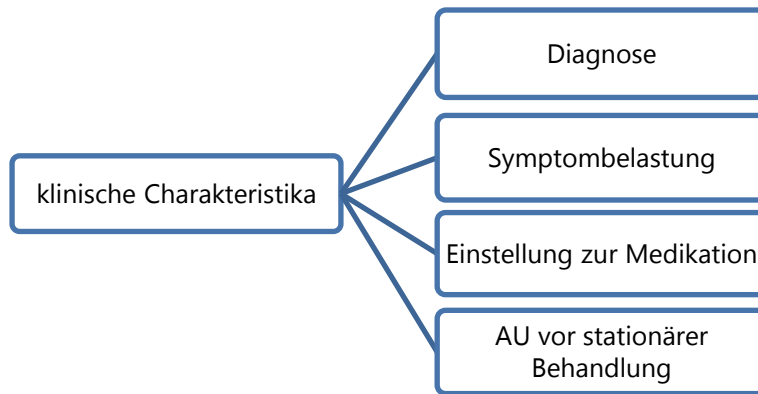 Diagnose
Symptombelastung
klinische Charakteristika
Einstellung zur Medikation
AU vor stationärer
Behandlung